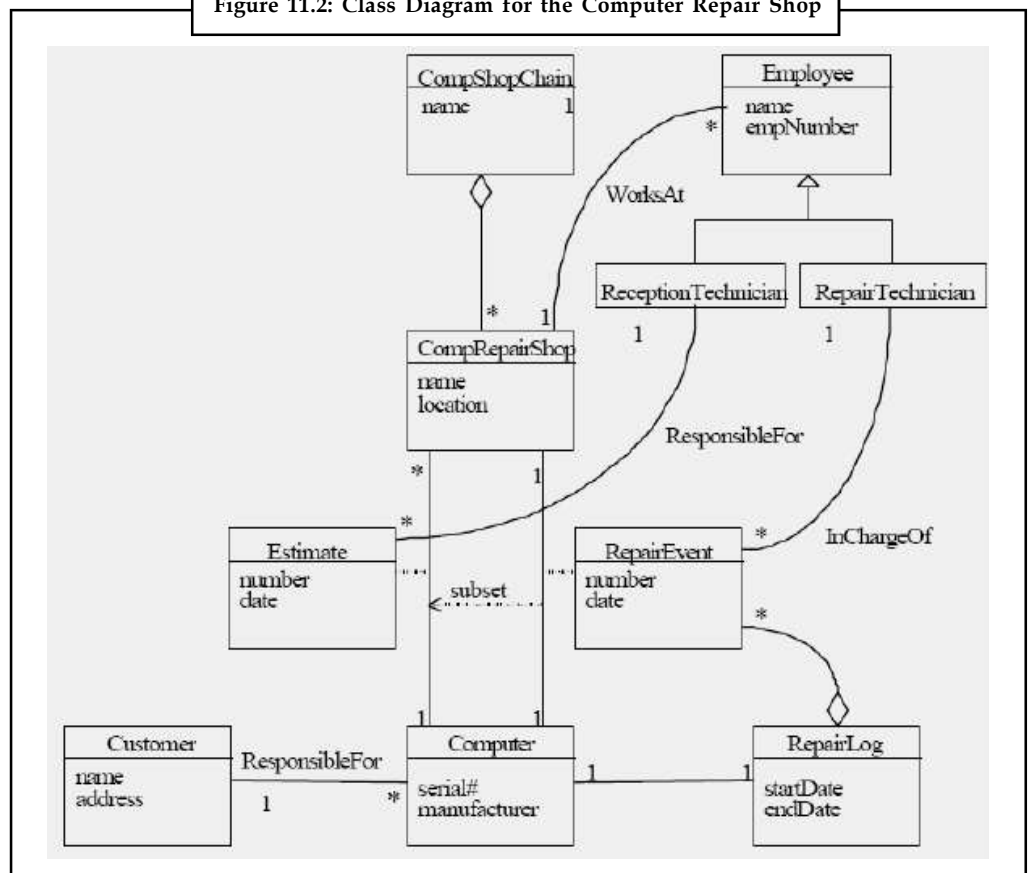 Figure 11.2: Class Diagram for the Computer Repair Shop
CompShopChain
name
1
Employee
name
empNumber
*
WorksAt
ReceptionTechnician
RepairTechnician
*
1
1
1
CompRepairShop
name
location
ResponsibleFor
*
1
*
*
InChargeOf
Estimate
number
date
RepairEvent
number
date
subset
*
1
1
Customer
name
address
ResponsibleFor
1
*
Computer
serial#
manufacturer
1
1
RepairLog
startDate
endDate